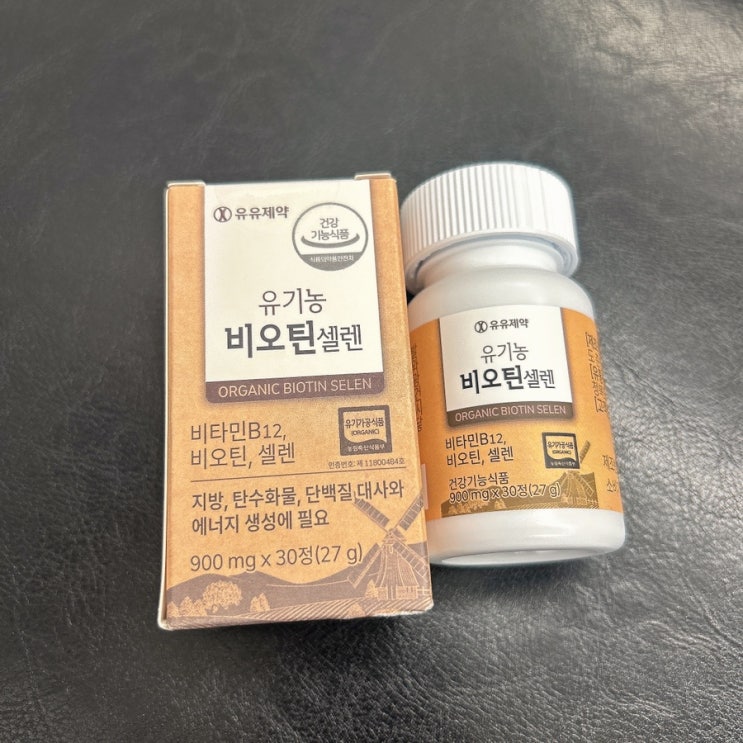 유유제약
건강
기능식품
식품의약품안전처
유기농
비오틴셀렌
ORGANIC BIOTIN SELEN
비타민B12,
비오틴, 셀렌
유기가공식품
(ORGANIC)
농림축산식품부
인증번호: 제 11800484호
지방, 탄수화물, 단백질 대사와
에너지 생성에 필요
900 mg x 30정(27 g)
유유제약
유기농
비오틴셀렌
ORGANIC BIOTIN SELEN
비타민B12,
비오틴, 셀렌
유기가공식품
(ORGANIC)
농림축산식품부
건강기능식품
900 mg x 30정(27 g)